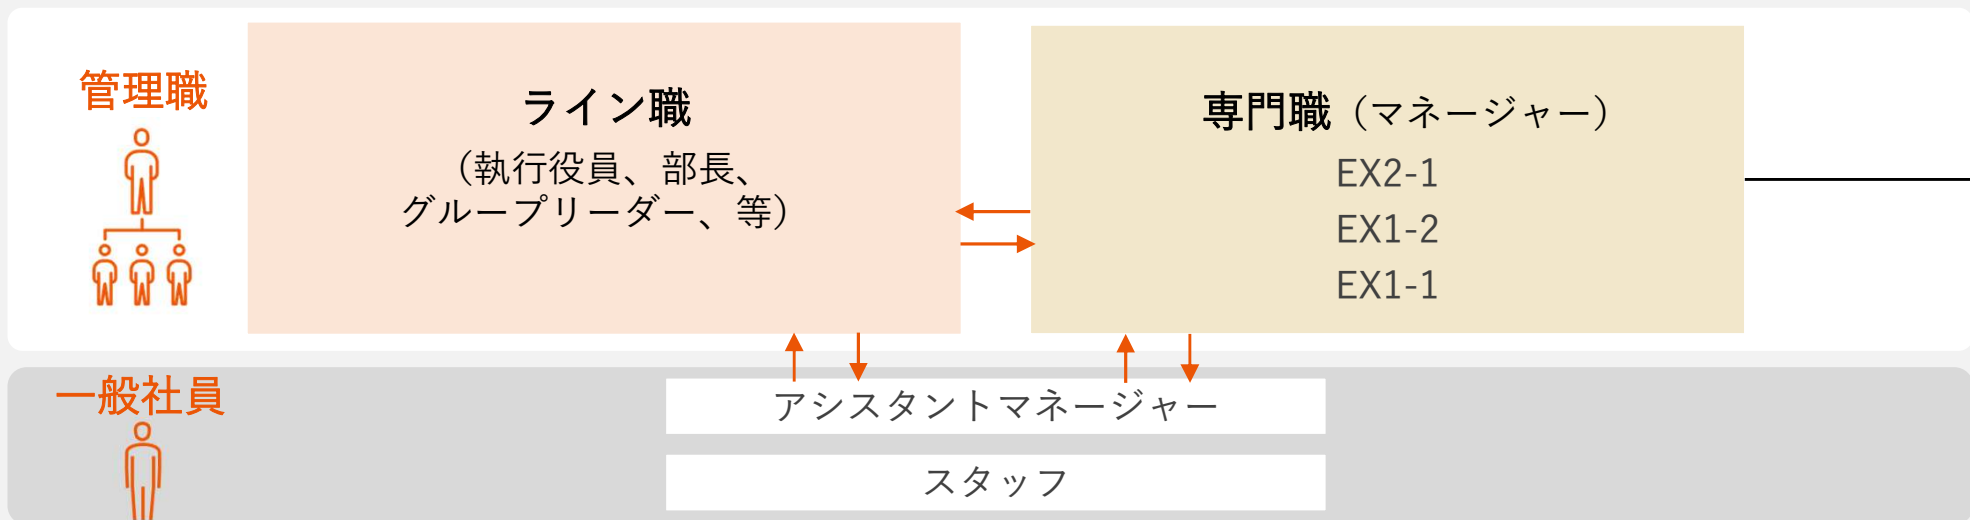 管理職
ライン職
（執行役員、部長、
グループリーダー、等）
専門職（マネージャー）
EX2-1
EX1-2
EX1-1
一般社員
アシスタントマネージャー
スタッフ